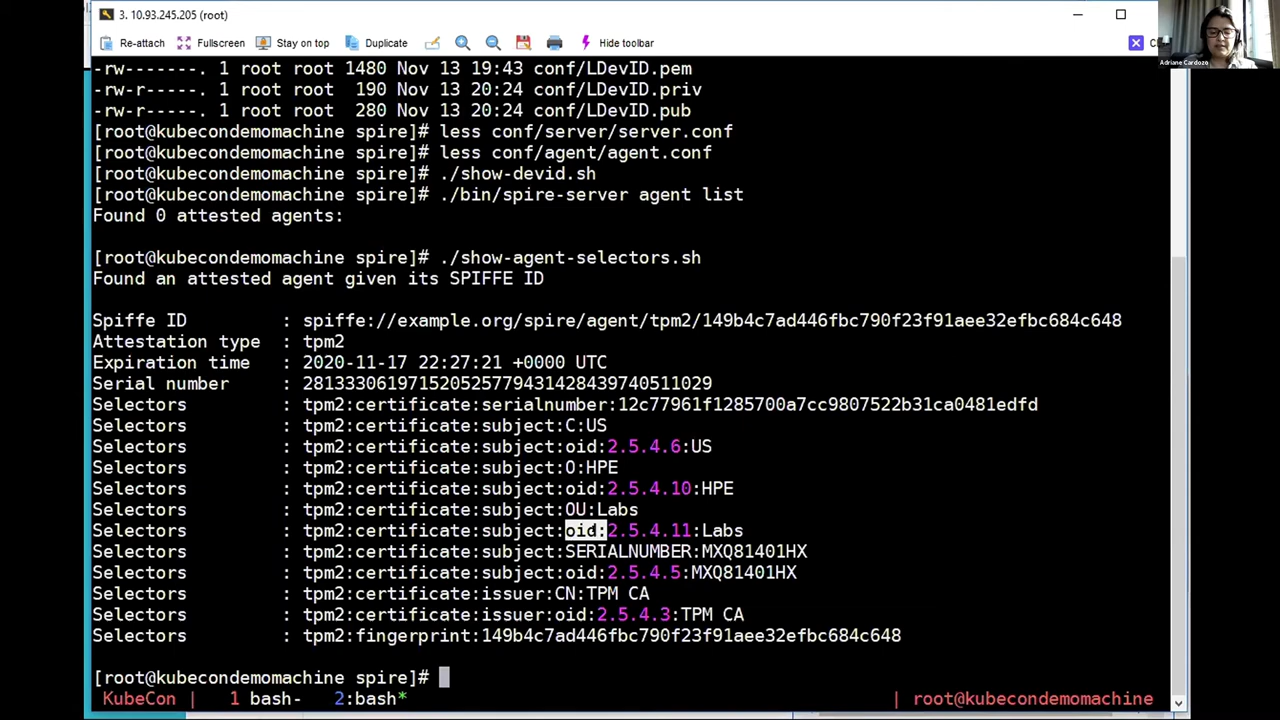 3. 10.93.245.205 (root)
Re-attach Fullscreen Stay on top Duplicate Hide toolbar
Adriane Cardozo
-rw-------. 1 root root 1480 Nov 13 19:43 conf/LDevID.pem
-rw-r-----. 1 root root  190 Nov 13 20:24 conf/LDevID.priv
-rw-r-----. 1 root root  280 Nov 13 20:24 conf/LDevID.pub
[root@kubecondemomachine spire]# less conf/server/server.conf
[root@kubecondemomachine spire]# less conf/agent/agent.conf
[root@kubecondemomachine spire]# ./show-devid.sh
[root@kubecondemomachine spire]# ./bin/spire-server agent list
Found 0 attested agents:
[root@kubecondemomachine spire]# ./show-agent-selectors.sh
Found an attested agent given its SPIFFE ID
Spiffe ID : spiffe://example.org/spire/agent/tpm2/149b4c7ad446fbc790f23f91aee32efbc684c648
Attestation type : tpm2
Expiration time : 2020-11-17 22:27:21 +0000 UTC
Serial number : 281333061971520525779431428439740511029
Selectors : tpm2:certificate:serialnumber:12c77961f1285700a7cc9807522b31ca0481edfd
Selectors : tpm2:certificate:subject:C:US
Selectors : tpm2:certificate:subject:oid:2.5.4.6:US
Selectors : tpm2:certificate:subject:O:HPE
Selectors : tpm2:certificate:subject:oid:2.5.4.10:HPE
Selectors : tpm2:certificate:subject:OU:Labs
Selectors : tpm2:certificate:subject:oid:2.5.4.11:Labs
Selectors : tpm2:certificate:subject:SERIALNUMBER:MXQ81401HX
Selectors : tpm2:certificate:subject:oid:2.5.4.5:MXQ81401HX
Selectors : tpm2:certificate:issuer:CN:TPM CA
Selectors : tpm2:certificate:issuer:oid:2.5.4.3:TPM CA
Selectors : tpm2:fingerprint:149b4c7ad446fbc790f23f91aee32efbc684c648
[root@kubecondemomachine spire]#
KubeCon | 1 bash- 2:bash* | root@kubecondemomachine